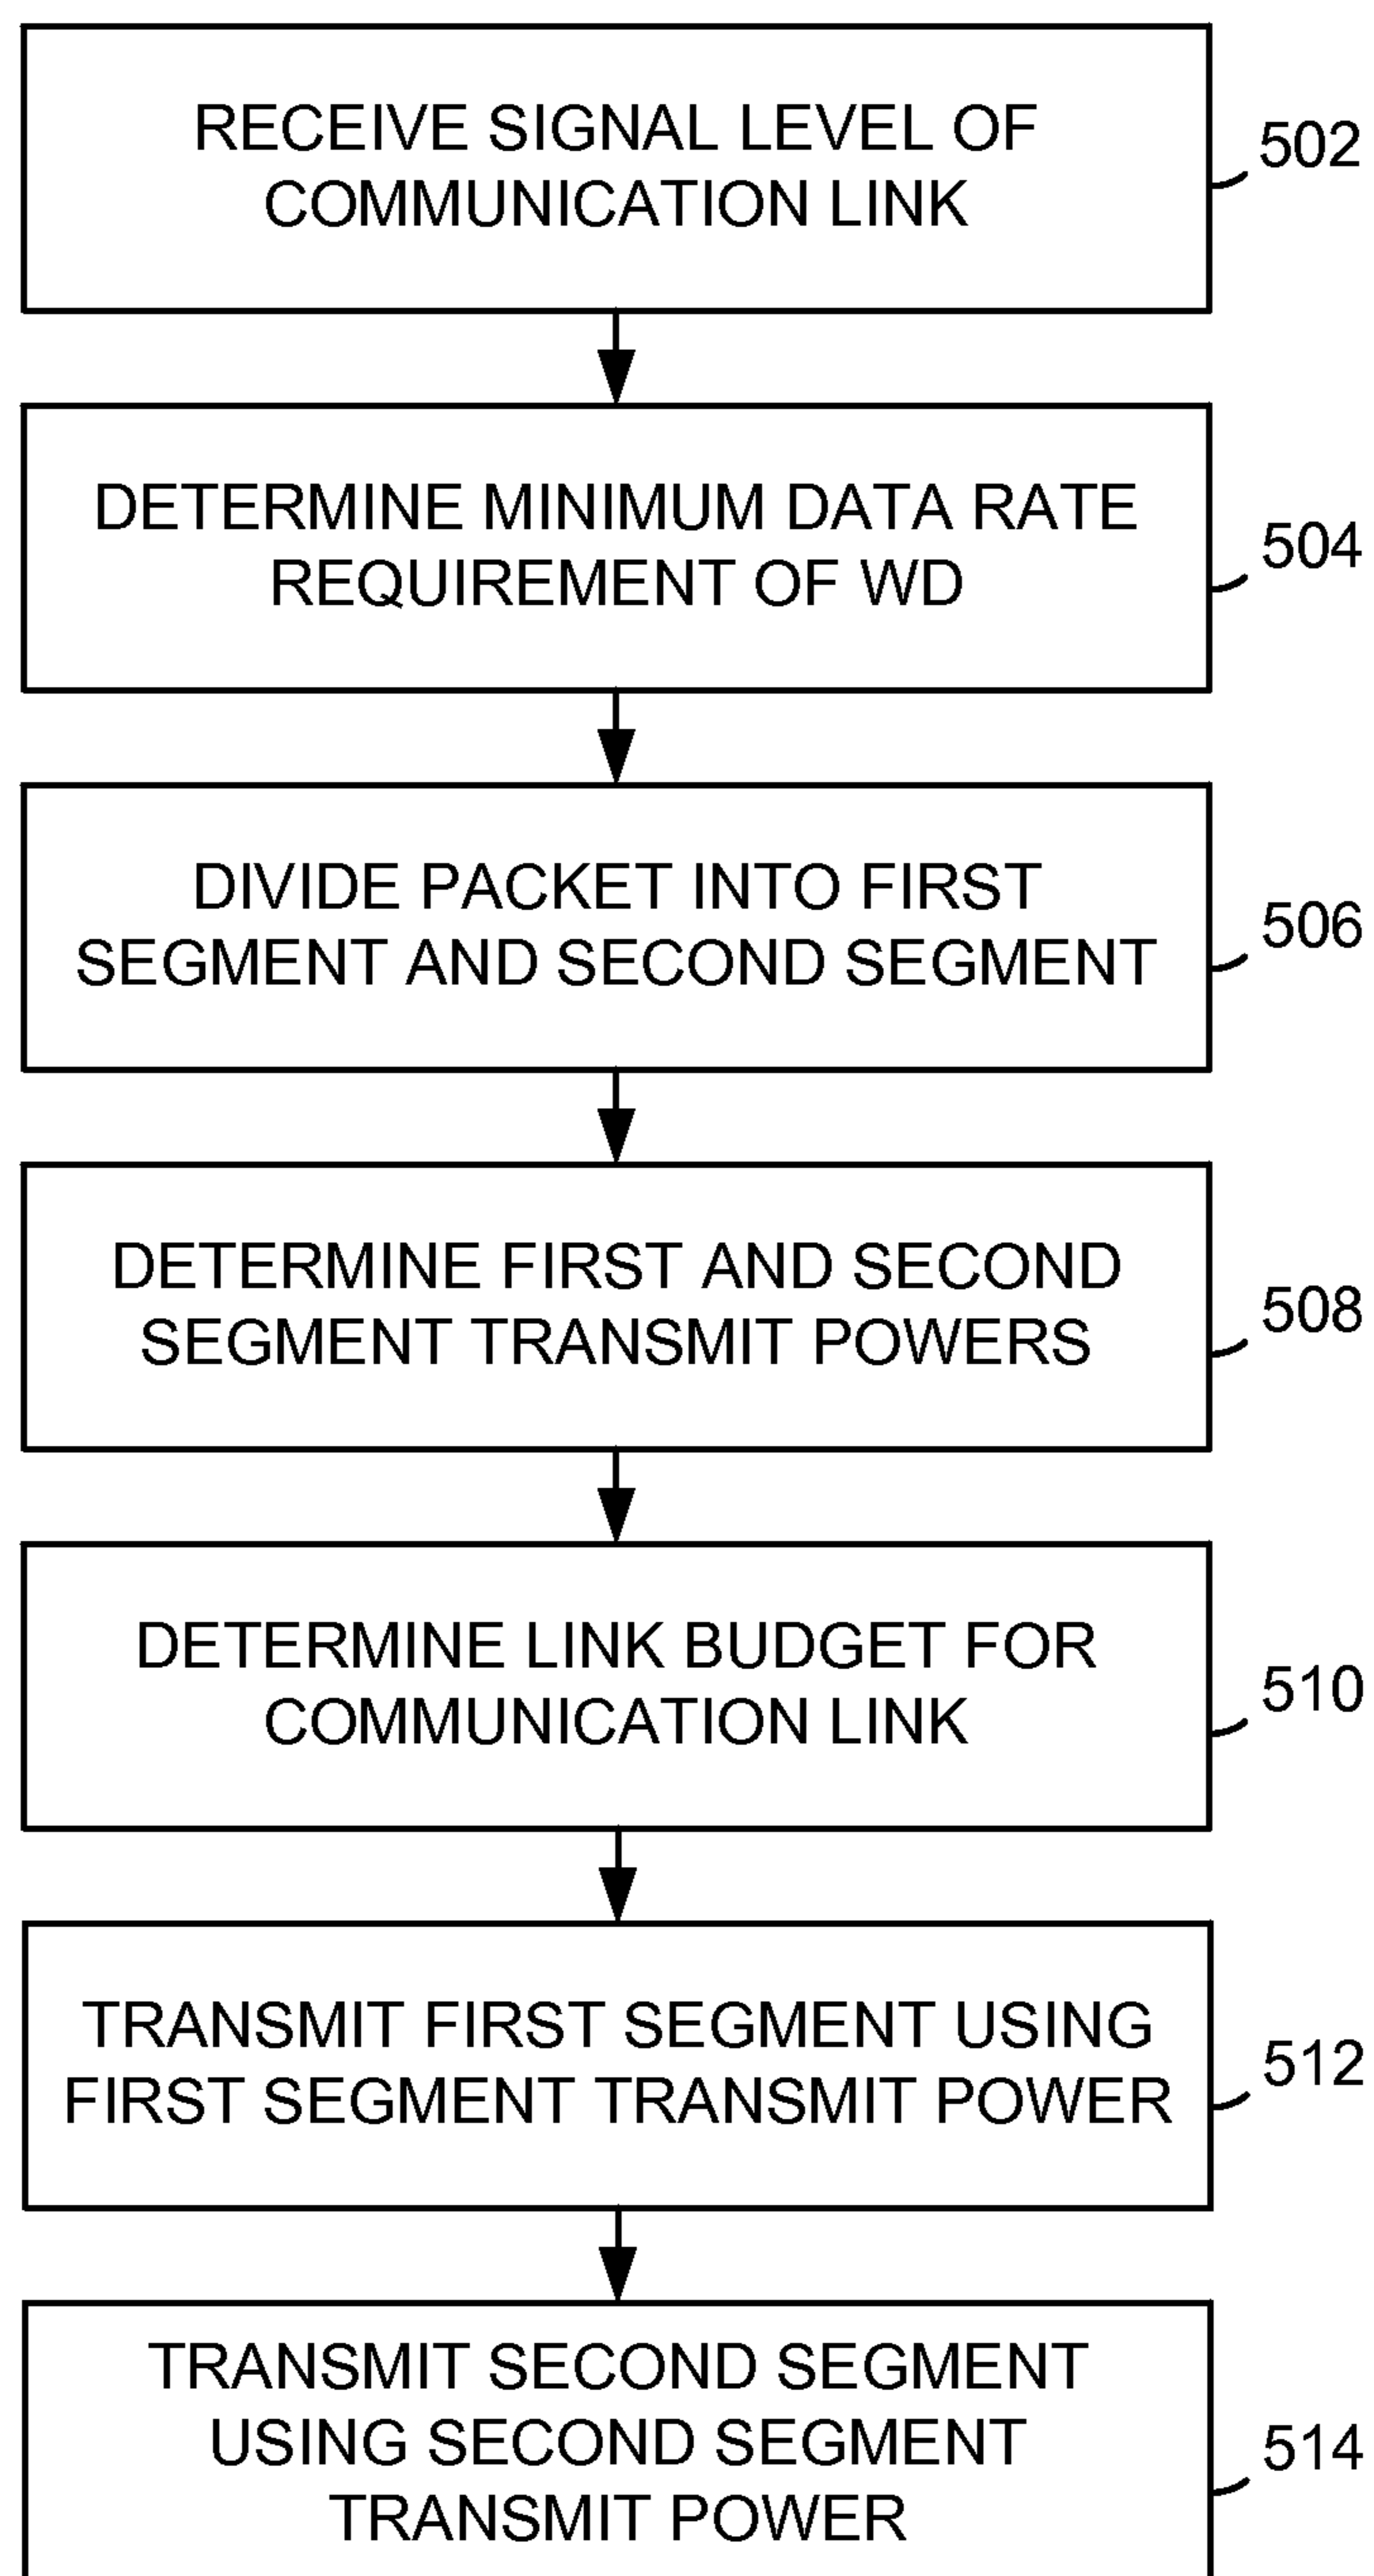 RECEIVE SIGNAL LEVEL OF
COMMUNICATION LINK
502
DETERMINE MINIMUM DATA RATE
REQUIREMENT OF WD
504
DIVIDE PACKET INTO FIRST
SEGMENT AND SECOND SEGMENT
506
DETERMINE FIRST AND SECOND
SEGMENT TRANSMIT POWERS
508
DETERMINE LINK BUDGET FOR
COMMUNICATION LINK
510
TRANSMIT FIRST SEGMENT USING
FIRST SEGMENT TRANSMIT POWER
512
TRANSMIT SECOND SEGMENT
USING SECOND SEGMENT
TRANSMIT POWER
514